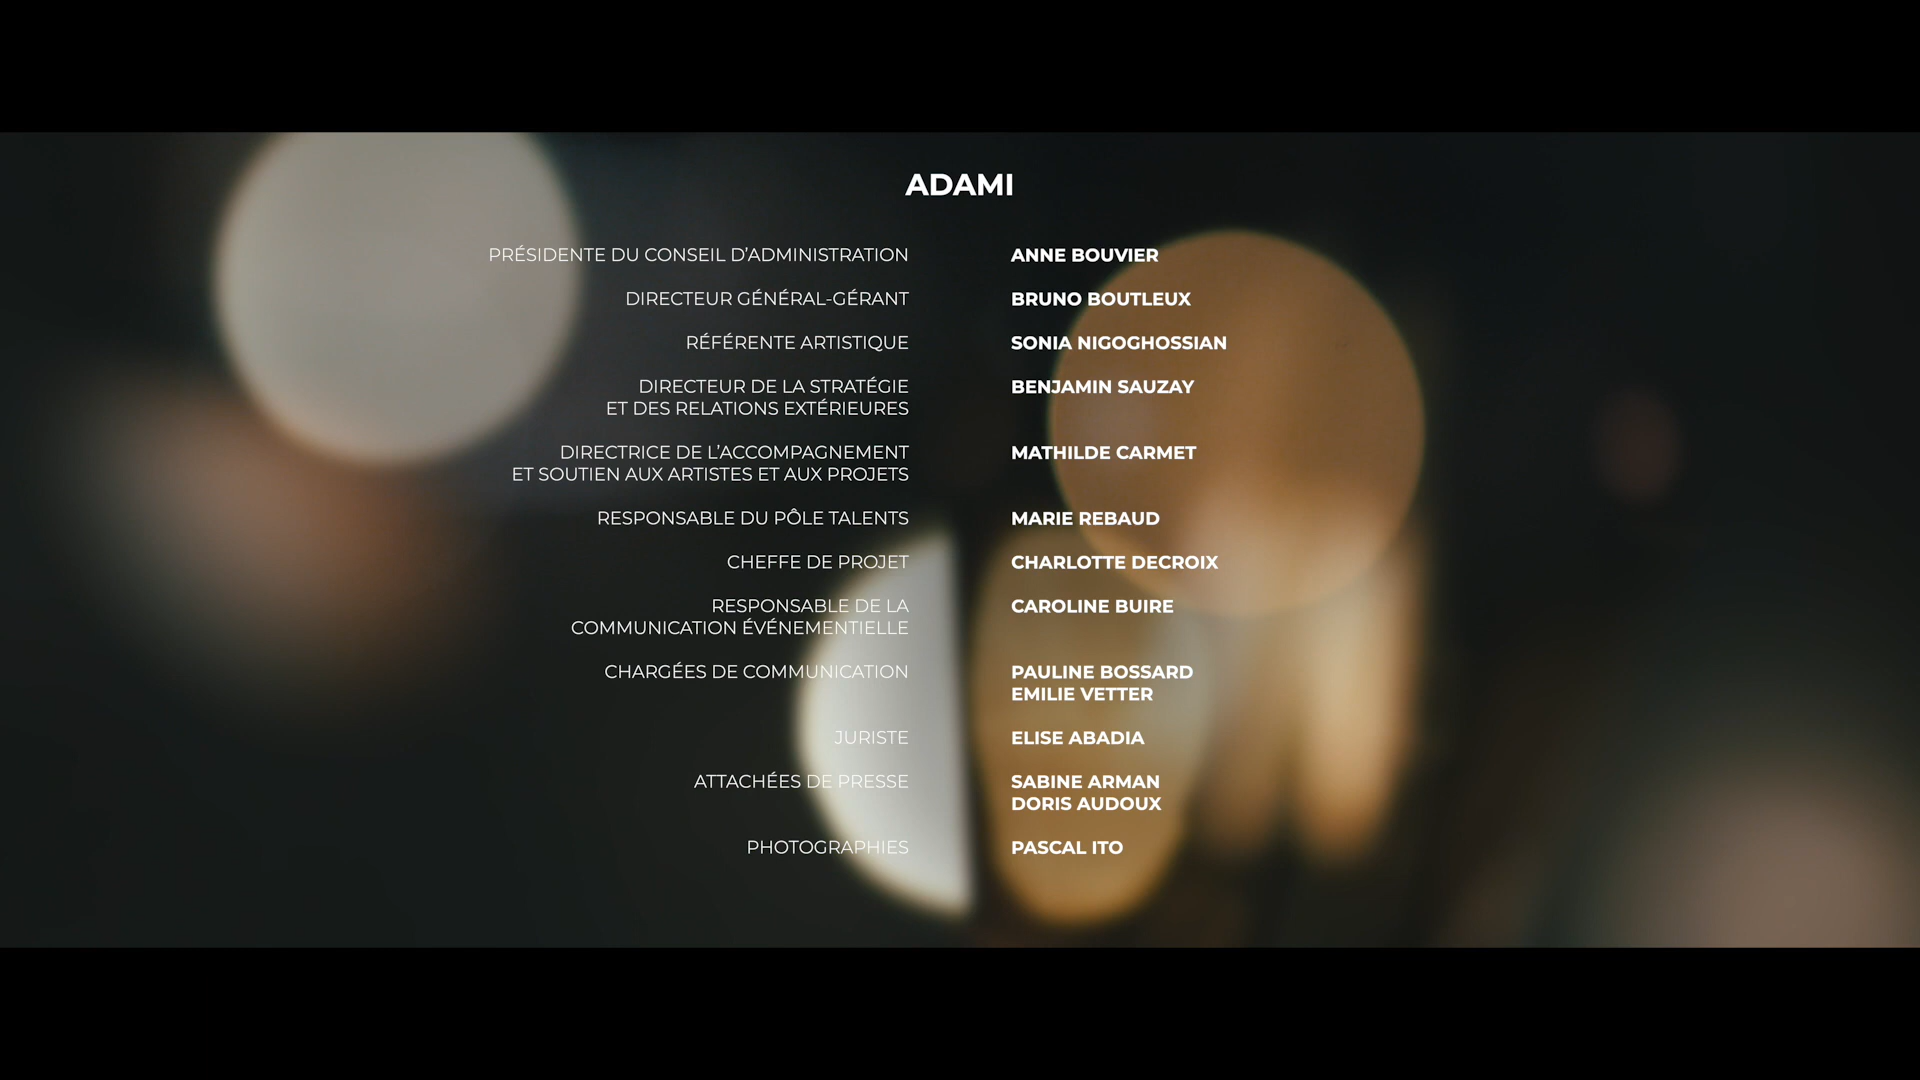 ADAMI
PRÉSIDENTE DU CONSEIL D’ADMINISTRATION ANNE BOUVIER
DIRECTEUR GÉNÉRAL-GÉRANT BRUNO BOUTLEUX
RÉFÉRENTE ARTISTIQUE SONIA NIGOGHOSSIAN
DIRECTEUR DE LA STRATÉGIE BENJAMIN SAUZAY
ET DES RELATIONS EXTÉRIEURES
DIRECTRICE DE L’ACCOMPAGNEMENT MATHILDE CARMET
ET SOUTIEN AUX ARTISTES ET AUX PROJETS
RESPONSABLE DU PÔLE TALENTS MARIE REBAUD
CHEFFE DE PROJET CHARLOTTE DECROIX
RESPONSABLE DE LA CAROLINE BUIRE
COMMUNICATION ÉVÉNEMENTIELLE
CHARGÉES DE COMMUNICATION PAULINE BOSSARD
EMILIE VETTER
JURISTE ELISE ABADIA
ATTACHÉES DE PRESSE SABINE ARMAN
DORIS AUDOUX
PHOTOGRAPHIES PASCAL ITO